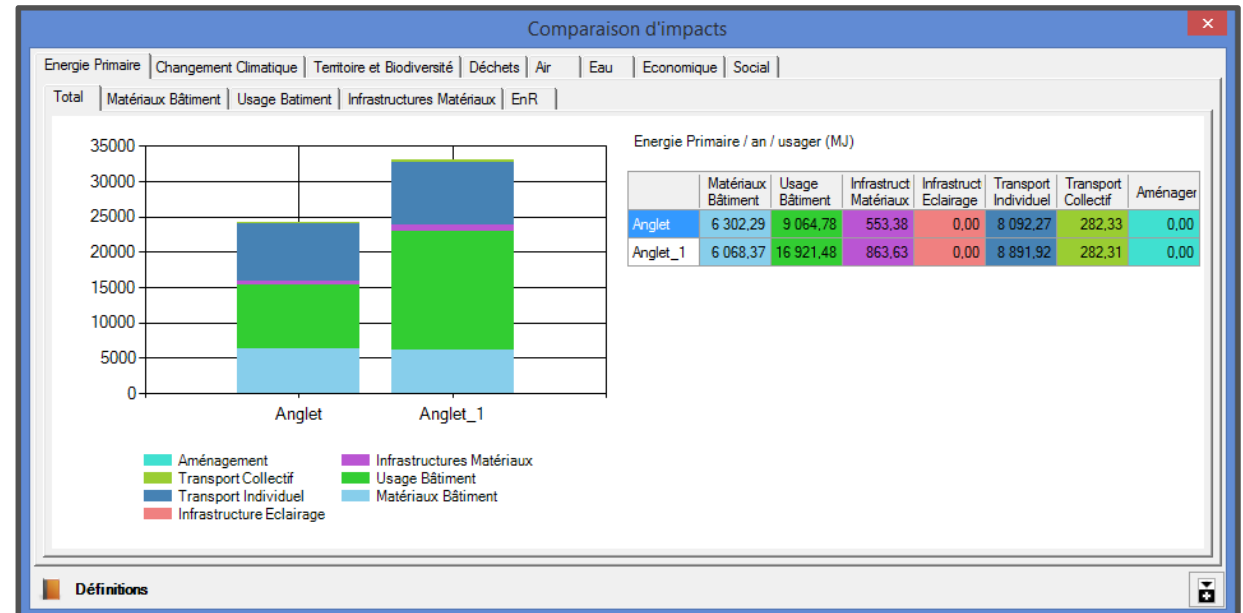 Comparaison d'impacts
Energie Primaire Changement Climatique Territoire et Biodiversité Déchets Air Eau Economique Social
Total Matériaux Bâtiment Usage Batiment Infrastructures Matériaux EnR
35000
30000
25000
20000
15000
10000
5000
0
Anglet Anglet_1
Aménagement Infrastructures Matériaux
Transport Collectif Usage Bâtiment
Transport Individuel Matériaux Bâtiment
Infrastructure Eclairage
Energie Primaire / an / usager (MJ)
Matériaux Usage Infrastruct Infrastruct Transport Transport Aménager
Bâtiment Bâtiment Matériaux Eclairage Individuel Collectif
Anglet 6 302,29 9 064,78 553,38 0,00 8 092,27 282,33 0,00
Anglet_1 6 068,37 16 921,48 863,63 0,00 8 891,92 282,31 0,00
Définitions